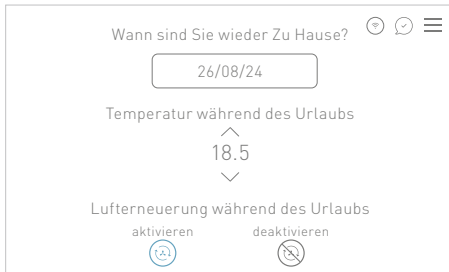 Wann sind Sie wieder Zu Hause?
26/08/24
Temperatur während des Urlaubs
18.5
Lufterneuerung während des Urlaubs
aktivieren deaktivieren